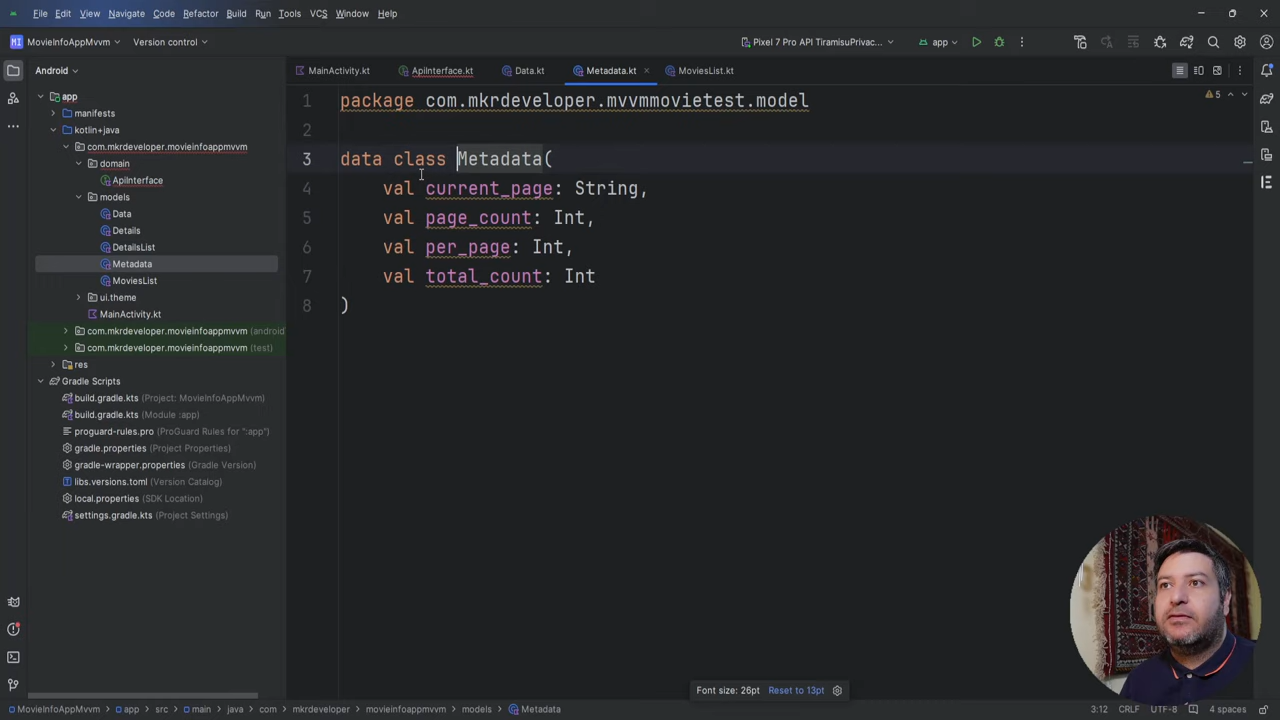 File Edit View Navigate Code Refactor Build Run Tools VCS Window Help
MI MovieInfoAppMvvm Version control Pixel 7 Pro API TiramisuPrivac... app
Android
MainActivity.kt ApiInterface.kt Data.kt Metadata.kt MoviesList.kt
app
manifests
kotlin+java
com.mkrdeveloper.movieinfoappmvvm
domain
ApiInterface
models
Data
Details
DetailsList
Metadata
MoviesList
ui.theme
MainActivity.kt
com.mkrdeveloper.movieinfoappmvvm (android
com.mkrdeveloper.movieinfoappmvvm (test)
res
Gradle Scripts
build.gradle.kts (Project: MovieInfoAppMvvm)
build.gradle.kts (Module :app)
proguard-rules.pro (ProGuard Rules for ":app")
gradle.properties (Project Properties)
gradle-wrapper.properties (Gradle Version)
libs.versions.toml (Version Catalog)
local.properties (SDK Location)
settings.gradle.kts (Project Settings)
1 package com.mkrdeveloper.mvvmmovietest.model
2
3 data class Metadata(
4 val current_page: String,
5 val page_count: Int,
6 val per_page: Int,
7 val total_count: Int
8 )
5
Font size: 26pt Reset to 13pt
MovieInfoAppMvvm > app > src > main > java > com > mkrdeveloper > movieinfoappmvvm > models > Metadata 3:12 CRLF UTF-8 4 spaces